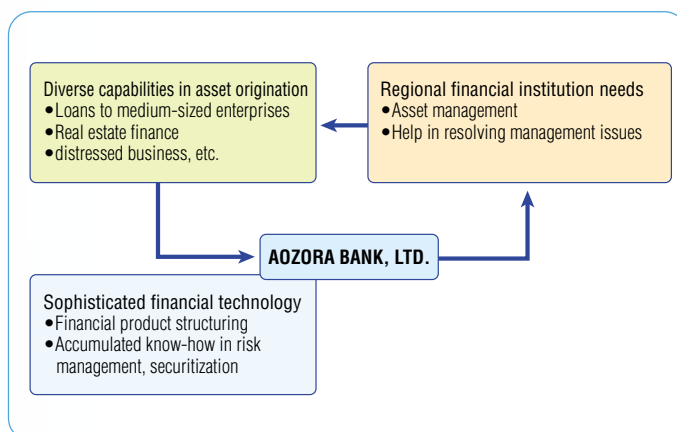 Diverse capabilities in asset origination
●Loans to medium-sized enterprises
●Real estate finance
●distressed business, etc.
Regional financial institution needs
●Asset management
●Help in resolving management issues
AOZORA BANK, LTD.
Sophisticated financial technology
●Financial product structuring
●Accumulated know-how in risk
management, securitization